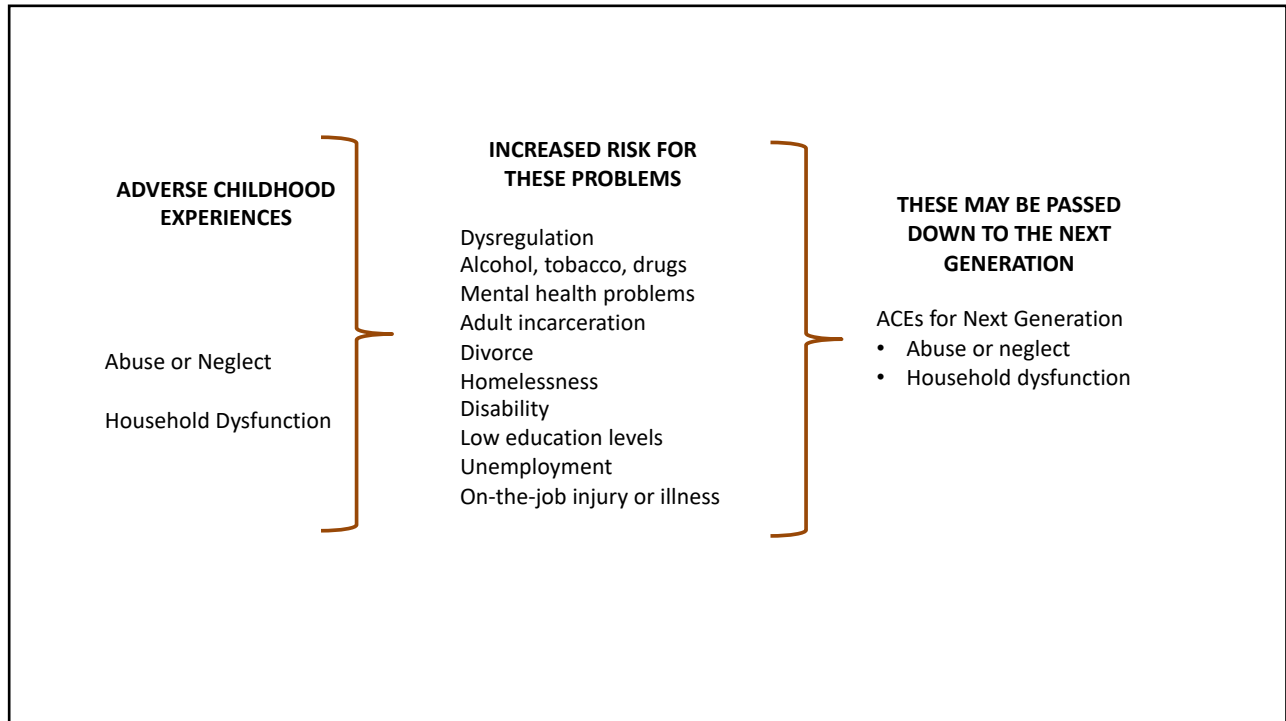 ADVERSE CHILDHOOD
EXPERIENCES
Abuse or Neglect
Household Dysfunction
INCREASED RISK FOR
THESE PROBLEMS
Dysregulation
Alcohol, tobacco, drugs
Mental health problems
Adult incarceration
Divorce
Homelessness
Disability
Low education levels
Unemployment
On-the-job injury or illness
THESE MAY BE PASSED
DOWN TO THE NEXT
GENERATION
ACEs for Next Generation
• Abuse or neglect
• Household dysfunction